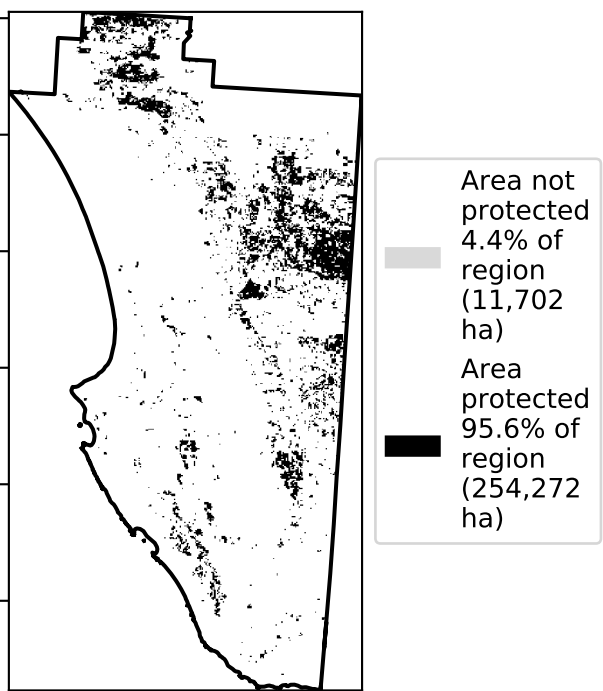 Area not
protected
4.4% of
region
(11,702
ha)
Area
protected
95.6% of
region
(254,272
ha)